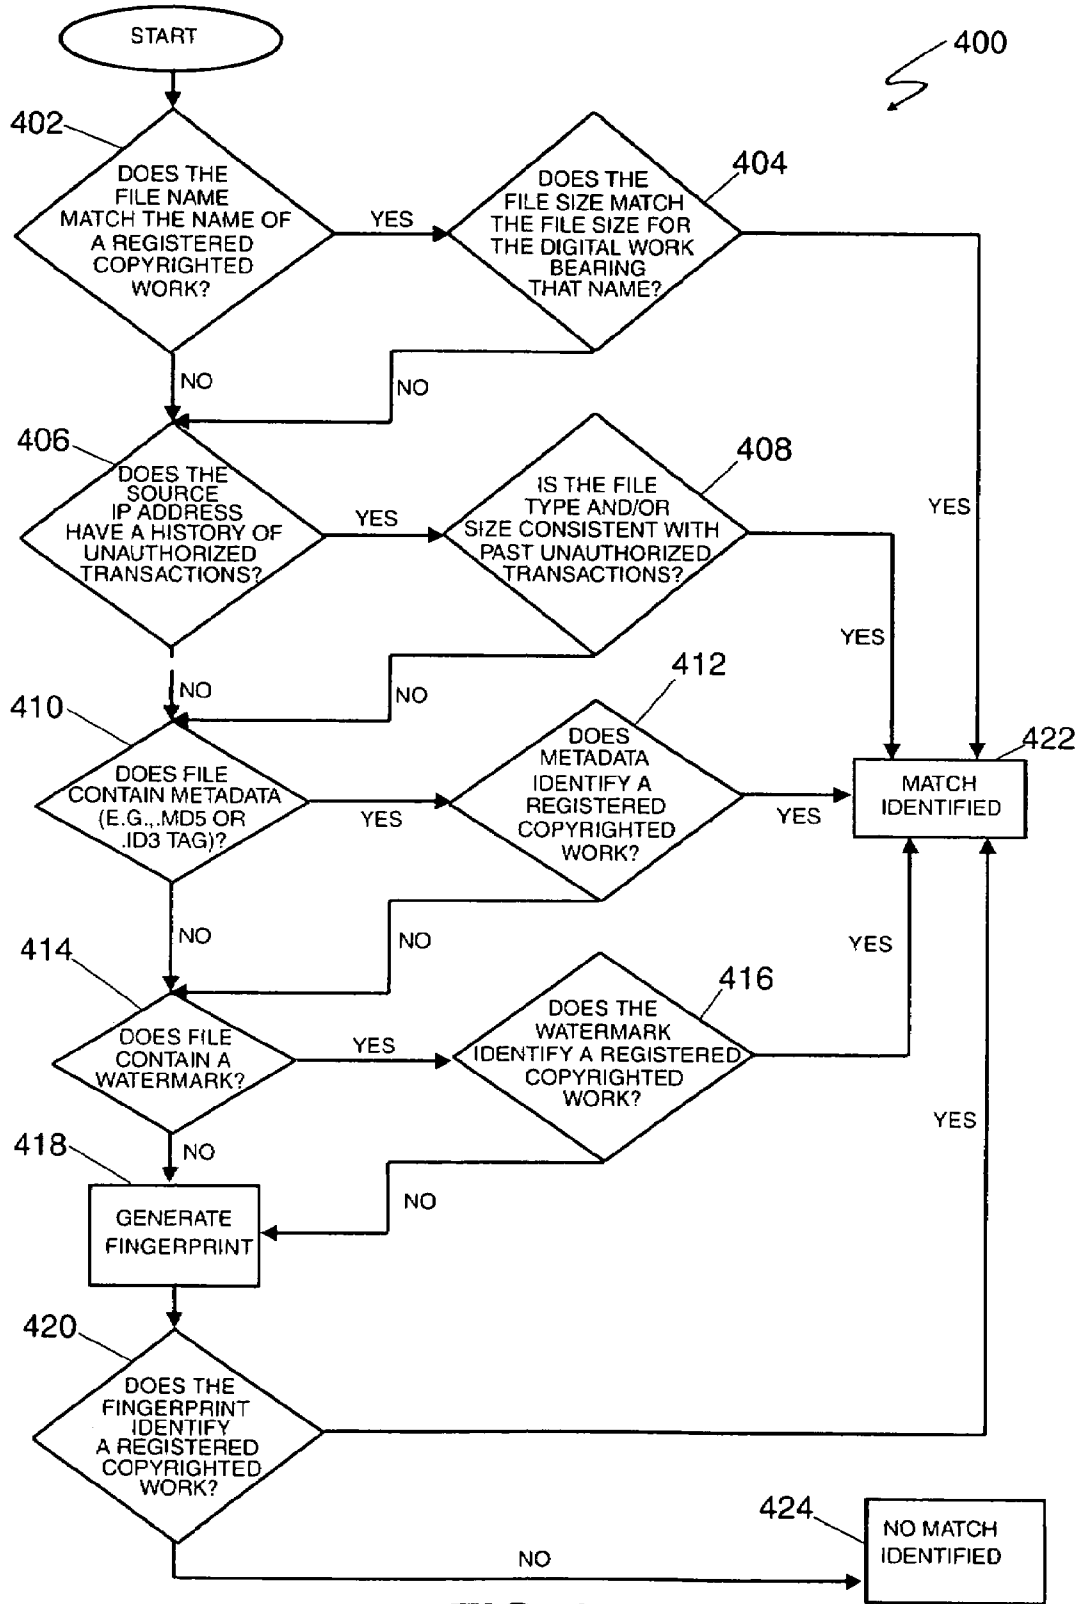 START
400
402
DOES THE
FILE NAME
MATCH THE NAME OF
A REGISTERED
COPYRIGHTED
WORK?
YES
404
DOES THE
FILE SIZE MATCH
THE FILE SIZE FOR
THE DIGITAL WORK
BEARING
THAT NAME?
NO
NO
YES
406
DOES THE
SOURCE
IP ADDRESS
HAVE A HISTORY OF
UNAUTHORIZED
TRANSACTIONS?
YES
408
IS THE FILE
TYPE AND/OR
SIZE CONSISTENT WITH
PAST UNAUTHORIZED
TRANSACTIONS?
YES
NO
NO
410
DOES FILE
CONTAIN METADATA
(E.G., .MD5 OR
.ID3 TAG)?
YES
412
DOES
METADATA
IDENTIFY A
REGISTERED
COPYRIGHTED
WORK?
YES
422
MATCH
IDENTIFIED
NO
NO
YES
414
DOES FILE
CONTAIN A
WATERMARK?
YES
416
DOES THE
WATERMARK
IDENTIFY A REGISTERED
COPYRIGHTED
WORK?
NO
NO
YES
418
GENERATE
FINGERPRINT
420
DOES THE
FINGERPRINT
IDENTIFY
A REGISTERED
COPYRIGHTED
WORK?
NO
424
NO MATCH
IDENTIFIED